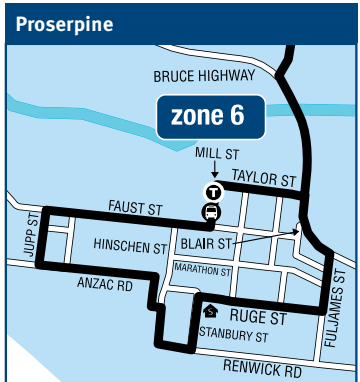 Proserpine
BRUCE HIGHWAY
zone 6
MILL ST
T
TAYLOR ST
FAUST ST
JUPP ST
HINSCHEN ST
BLAIR ST
MARATHON ST
ANZAC RD
S
RUGE ST
FULJAMES ST
STANBURY ST
RENWICK RD